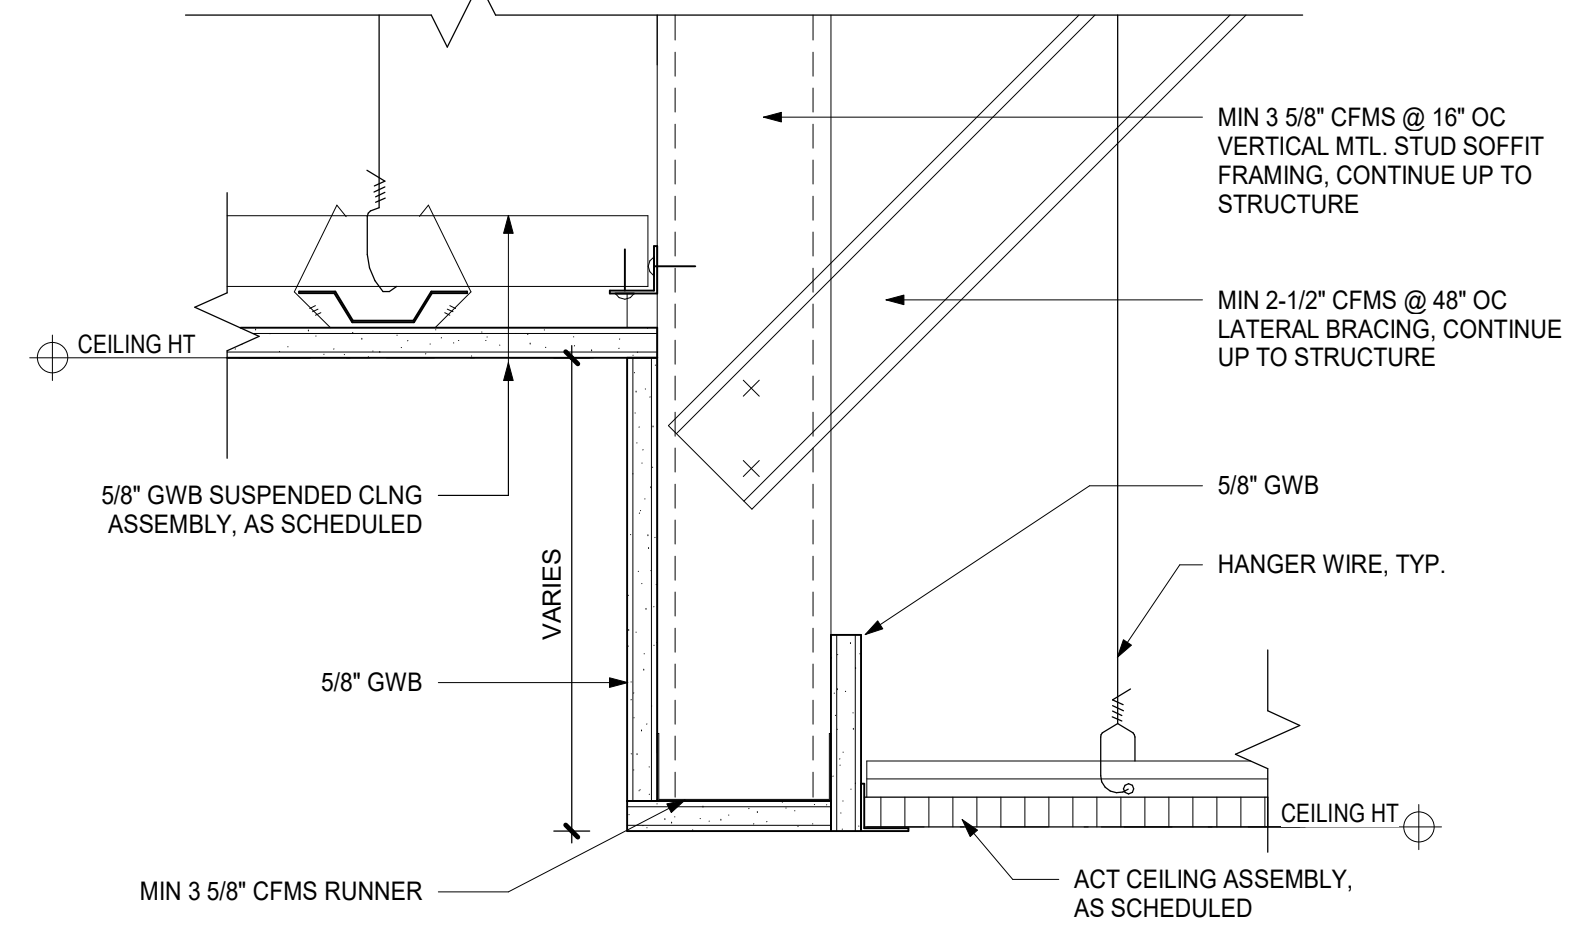 MIN 3 5/8" CFMS @ 16" OC
VERTICAL MTL. STUD SOFFIT
FRAMING, CONTINUE UP TO
STRUCTURE
MIN 2-1/2" CFMS @ 48" OC
LATERAL BRACING, CONTINUE
UP TO STRUCTURE
CEILING HT
5/8" GWB SUSPENDED CLNG
ASSEMBLY, AS SCHEDULED
5/8" GWB
HANGER WIRE, TYP.
VARIES
5/8" GWB
CEILING HT
MIN 3 5/8" CFMS RUNNER
ACT CEILING ASSEMBLY,
AS SCHEDULED